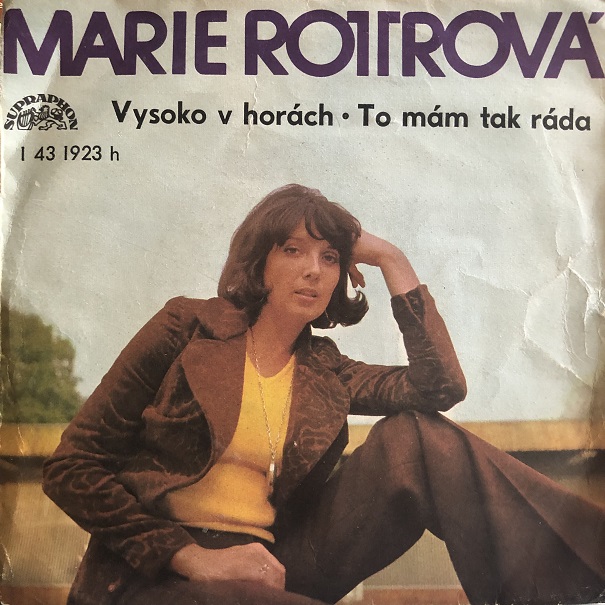 MARIE ROTTROVÁ
SUPRAPHON
Vysoko v horách • To mám tak ráda
1 43 1923 h